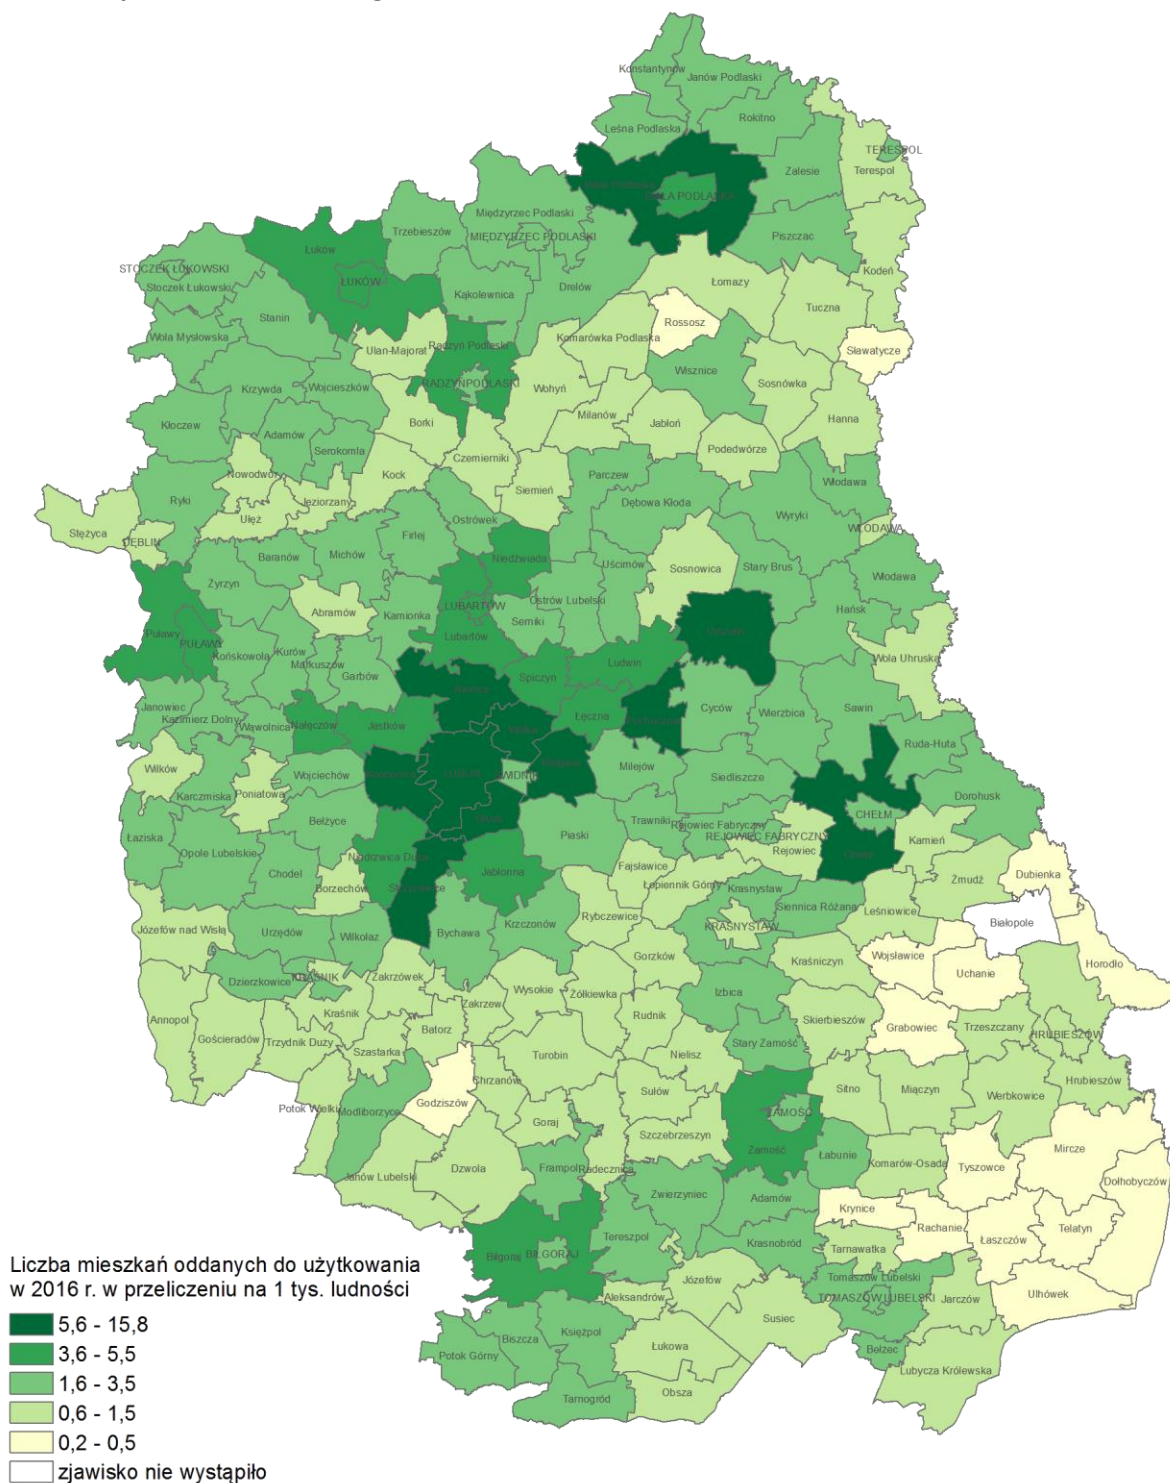 Konstantynów
Janów Podlaski
Rokitno
Leśna Podlaska
TERESPOL
Terespol
Zalesie
Biała Podlaska
BIAŁA PODLASKA
Międzyrzec Podlaski
Trzebieszów
MIĘDZYRZEC PODLASKI
Piszczac
Łuków
Kodeń
STOCZEK ŁUKOWSKI
ŁUKÓW
Stoczek Łukowski
Drelów
Łomazy
Kąkolewnica
Tuczna
Stanin
Rossosz
Wola Mysłowska
Komarówka Podlaska
Radzyń Podlaski
Ulan-Majorat
Sławatycze
Wisznice
RADZYŃ PODLASKI
Sosnówka
Krzywda
Wojcieszków
Wohyń
Milanów
Hanna
Kłoczew
Borki
Jabłoń
Adamów
Serokomla
Podedwórze
Czemierniki
Nowodwór
Kock
Parczew
Włodawa
Siemień
Ryki
Jeziorzany
Dębowa Kłoda
Ułęż
Ostrówek
Wyryki
Stężyca
WŁODAWA
Firlej
DĘBLIN
Michów
Baranów
Niedźwiada
Uścimów
Sosnowica
Stary Brus
Włodawa
Żyrzyn
Ostrów Lubelski
LUBARTÓW
Abramów
Hańsk
Kamionka
Serniki
Puławy
PUŁAWY
Lubartów
Urszulin
Kurów
Końskowola
Wola Uhruska
Markuszów
Ludwin
Garbów
Spiczyn
Niemce
Janowiec
Cyców
Wierzbica
Sawin
Kazimierz Dolny
Wąwolnica
Nałęczów
Jastków
Łęczna
Puchaczów
Wólka
Ruda-Huta
Wilków
Wojciechów
Konopnica
LUBLIN
ŚWIDNIK
Mełgiew
Milejów
Siedliszcze
Poniatowa
Karczmiska
Dorohusk
CHEŁM
Bełżyce
Głusk
Trawniki
Rejowiec Fabryczny
REJOWIEC FABRYCZNY
Łaziska
Piaski
Kamień
Rejowiec
Opole Lubelskie
Niedrzwica Duża
Chełm
Chodel
Jabłonna
Fajsławice
Żmudź
Dubienka
Borzechów
Strzyżewice
Łopiennik Górny
Krasnystaw
Siennica Różana
Leśniowice
Rybczewice
Józefów nad Wisłą
Krzczonów
KRASNYSTAW
Białopole
Urzędów
Wilkołaz
Bychawa
Gorzków
Kraśniczyn
Wojsławice
Horodło
Uchanie
KRAŚNIK
Dzierzkowice
Zakrzówek
Wysokie
Żółkiewka
Izbica
Zakrzew
Kraśnik
Rudnik
Skierbieszów
Annopol
Batorz
Grabowiec
Trzeszczany
HRUBIESZÓW
Gościeradów
Trzydnik Duży
Stary Zamość
Szastarka
Turobin
Nielisz
Chrzanów
Hrubieszów
Sułów
Sitno
Miączyn
Werbkowice
Godziszów
Potok Wielki
Modliborzyce
ZAMOŚĆ
Goraj
Szczebrzeszyn
Zamość
Mircze
Łabunie
Komarów-Osada
Dzwola
Frampol
Radecznica
Tyszowce
Janów Lubelski
Dołhobyczów
Zwierzyniec
Adamów
Krynice
Rachanie
Telatyn
Tereszpol
Krasnobród
Łaszczów
Biłgoraj
BIŁGORAJ
Tarnawatka
Józefów
Tomaszów Lubelski
Ulhówek
Aleksandrów
TOMASZÓW LUBELSKI
Jarczów
Susiec
Księżpol
Biszcza
Łukowa
Bełżec
Potok Górny
Lubycza Królewska
Obsza
Tarnogród
Liczba mieszkań oddanych do użytkowania
w 2016 r. w przeliczeniu na 1 tys. ludności
5,6 - 15,8
3,6 - 5,5
1,6 - 3,5
0,6 - 1,5
0,2 - 0,5
zjawisko nie wystąpiło